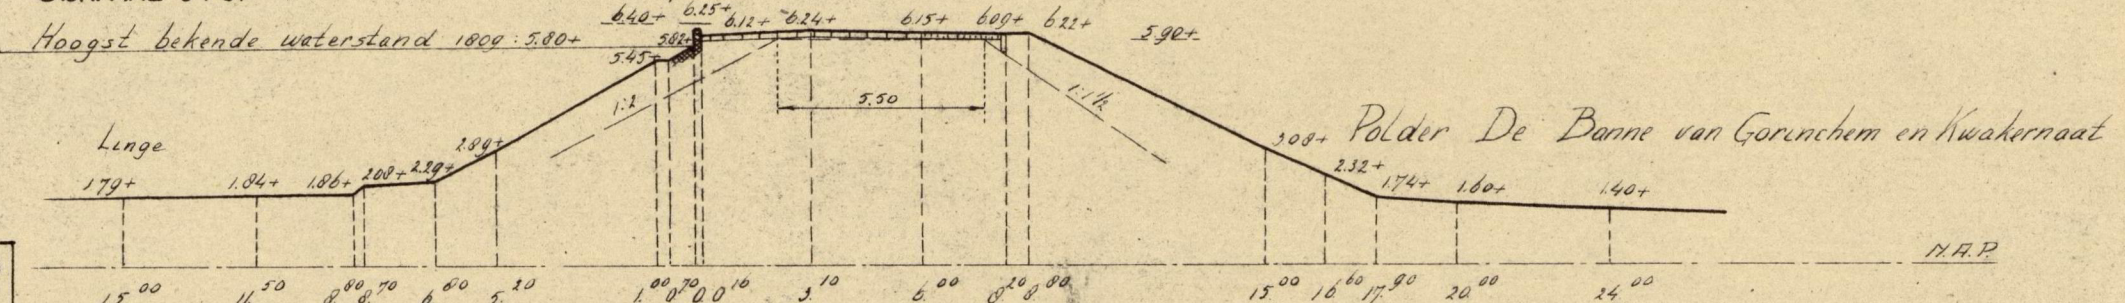 6.40+ 6.25+ 6.12+ 6.24+ 6.15+ 6.09+ 6.22+ 5.90+
Hoogst bekende waterstand 1809 : 5.80+ 5.82+
5.45+
1:2 5.50 1:1½
Linge 2.89+ 3.08+ Polder De Banne van Gorinchem en Kwakernaat
1.79+ 1.84+ 1.86+ 2.08+ 2.29+ 2.32+ 1.74+ 1.60+ 1.40+
N.A.P.
15.00 11.50 8.80 8.70 6.80 5.20 1.00 0.70 0.0 0.16 3.10 6.00 8.20 8.80 15.00 16.60 17.90 20.00 24.00